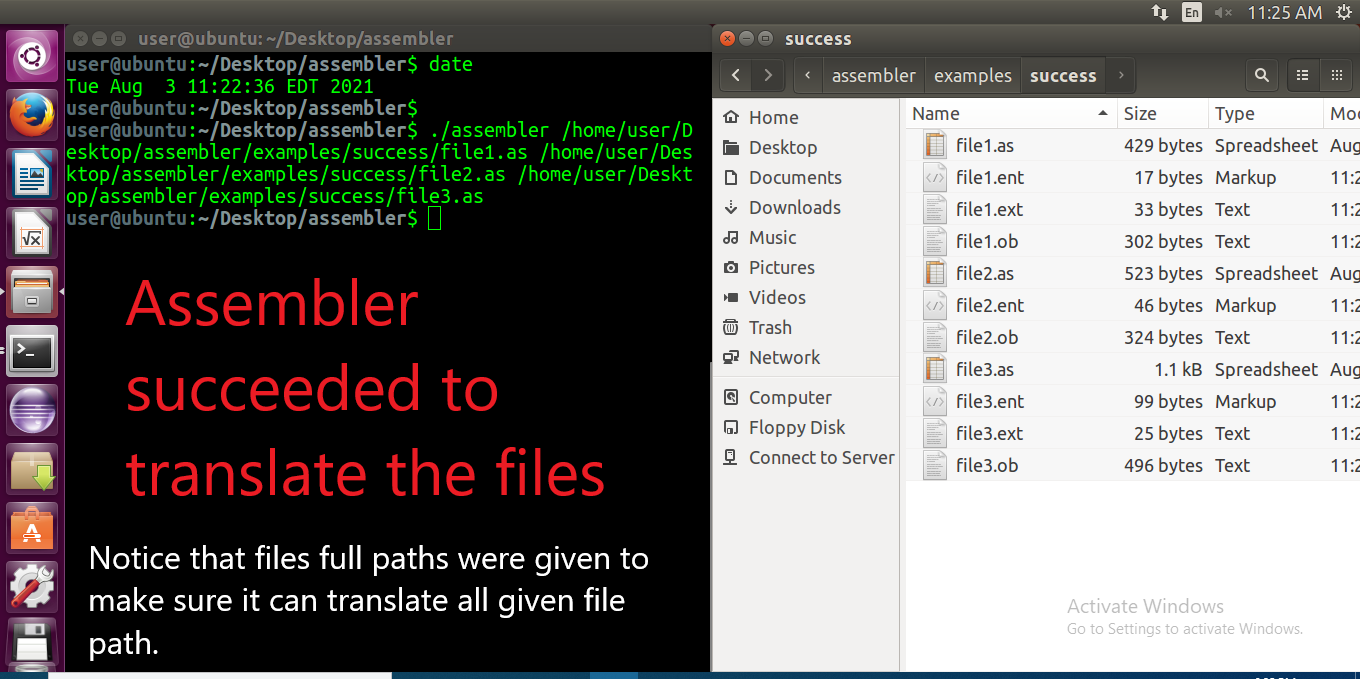 En
11:25 AM
user@ubuntu: ~/Desktop/assembler
user@ubuntu:~/Desktop/assembler$ date
Tue Aug  3 11:22:36 EDT 2021
user@ubuntu:~/Desktop/assembler$
user@ubuntu:~/Desktop/assembler$ ./assembler /home/user/D
esktop/assembler/examples/success/file1.as /home/user/Des
ktop/assembler/examples/success/file2.as /home/user/Deskt
op/assembler/examples/success/file3.as
user@ubuntu:~/Desktop/assembler$
Assembler
succeeded to
translate the files
Notice that files full paths were given to
make sure it can translate all given file
path.
success
assembler examples success
Home
Desktop
Documents
Downloads
Music
Pictures
Videos
Trash
Network
Computer
Floppy Disk
Connect to Server
Name Size Type Mo
file1.as 429 bytes Spreadsheet Aug
file1.ent 17 bytes Markup 11:2
file1.ext 33 bytes Text 11:2
file1.ob 302 bytes Text 11:2
file2.as 523 bytes Spreadsheet Aug
file2.ent 46 bytes Markup 11:2
file2.ob 324 bytes Text 11:2
file3.as 1.1 kB Spreadsheet Aug
file3.ent 99 bytes Markup 11:2
file3.ext 25 bytes Text 11:2
file3.ob 496 bytes Text 11:2
Activate Windows
Go to Settings to activate Windows.